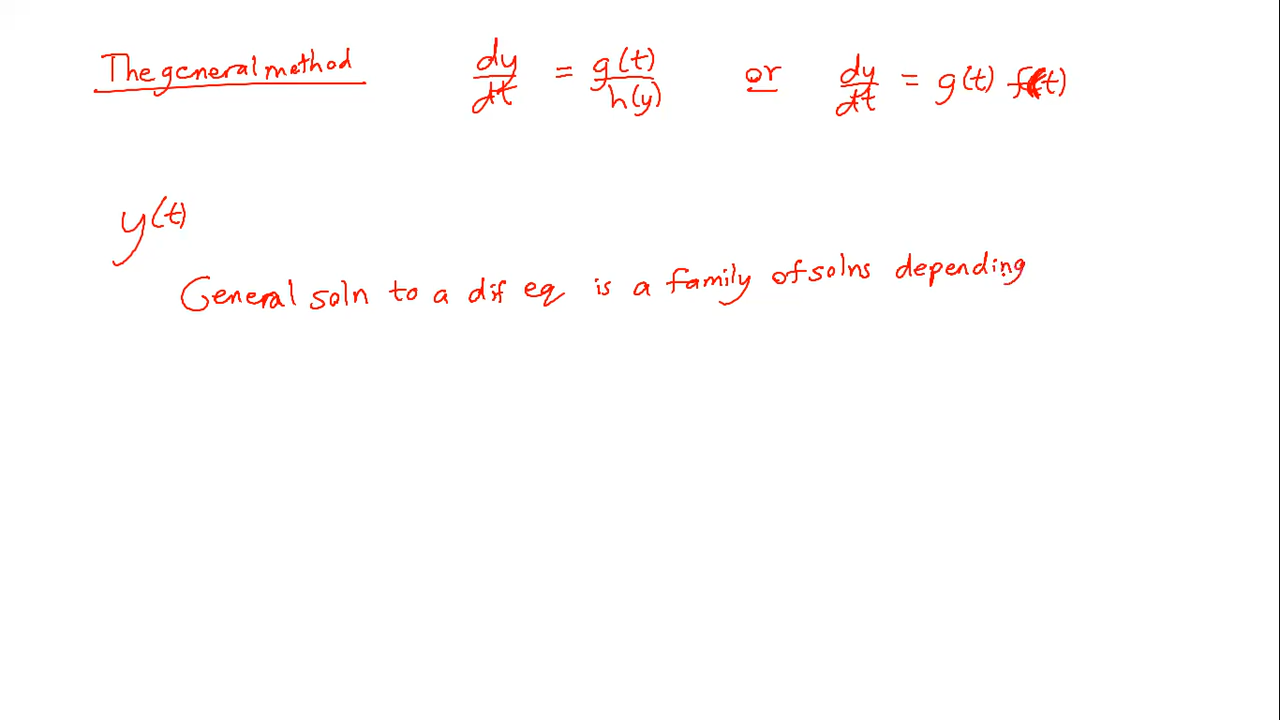 The general method dy/dt = g(t)/h(y) or dy/dt = g(t) f(t)
y(t)
General soln to a dif eq is a family of solns depending